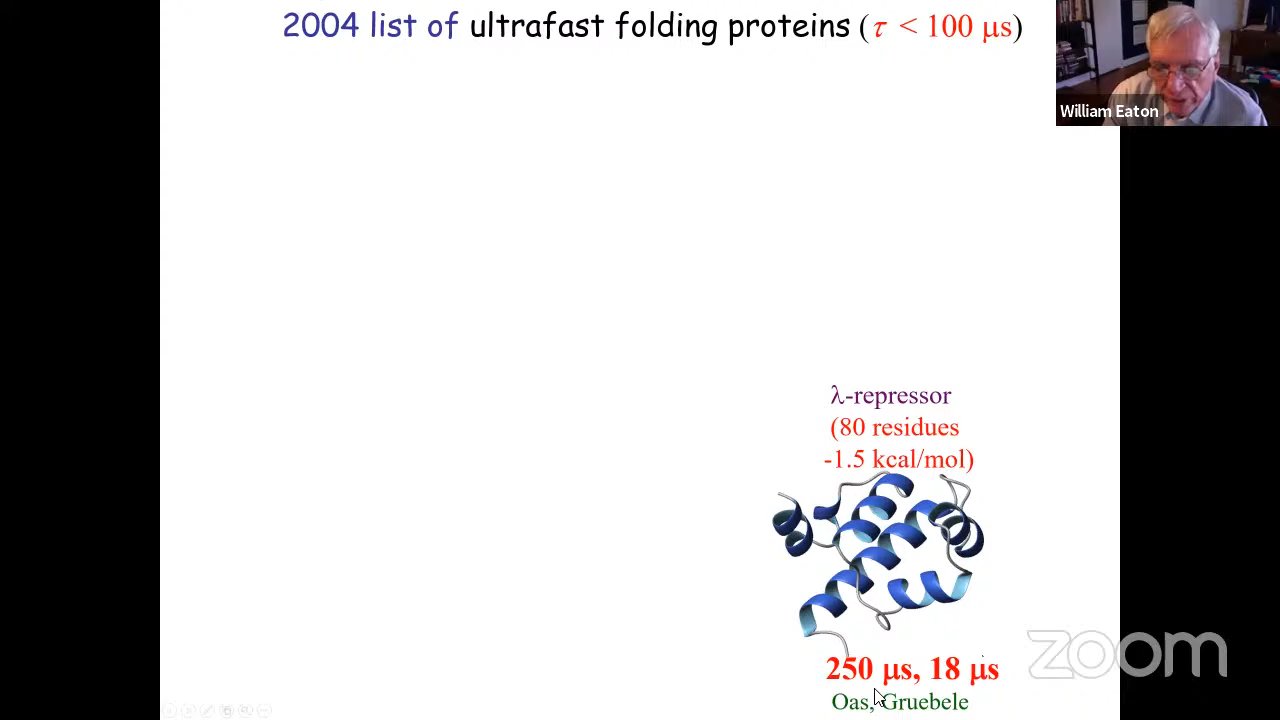 2004 list of ultrafast folding proteins (τ < 100 μs)
William Eaton
λ-repressor
(80 residues
-1.5 kcal/mol)
250 μs, 18 μs
Oas, Gruebele
zoom